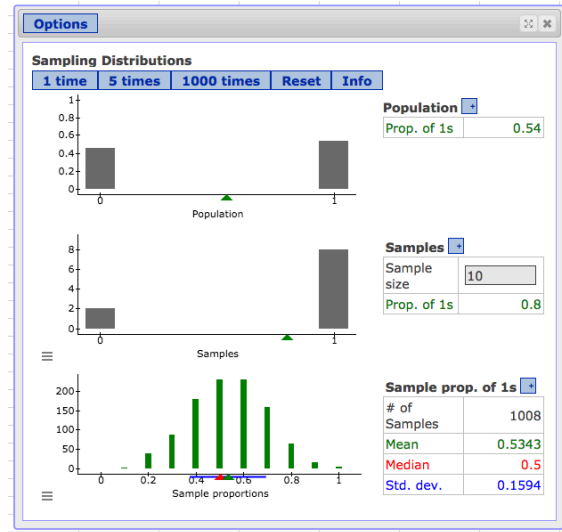 Options
Sampling Distributions
1 time 5 times 1000 times Reset Info
1
0.8
0.6
0.4
0.2
0
0 1
Population
Population +
Prop. of 1s 0.54
8
6
4
2
0
0 1
Samples
Samples +
Sample size 10
Prop. of 1s 0.8
200
150
100
50
0
0 0.2 0.4 0.6 0.8 1
Sample proportions
Sample prop. of 1s +
# of Samples 1008
Mean 0.5343
Median 0.5
Std. dev. 0.1594